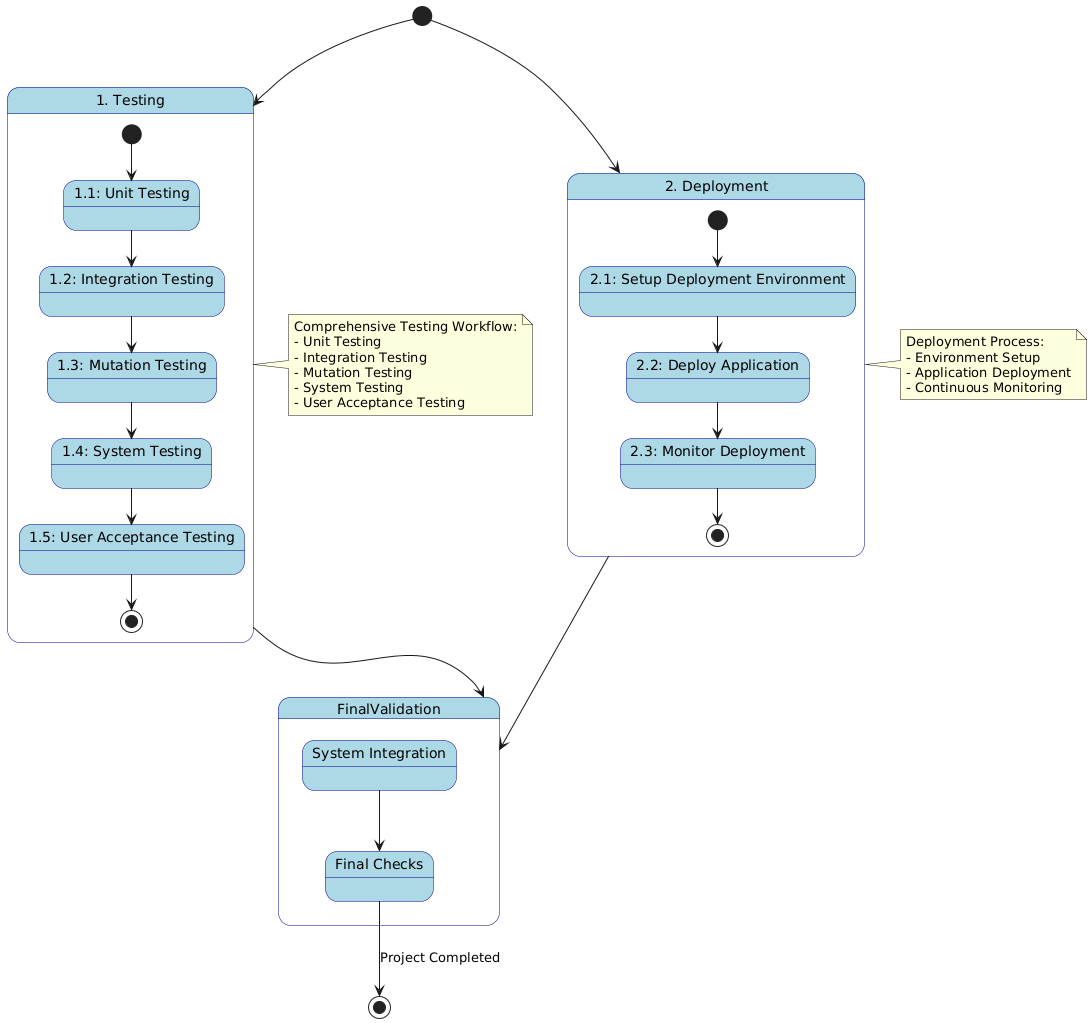 1. Testing
1.1: Unit Testing
1.2: Integration Testing
1.3: Mutation Testing
1.4: System Testing
1.5: User Acceptance Testing
Comprehensive Testing Workflow:
- Unit Testing
- Integration Testing
- Mutation Testing
- System Testing
- User Acceptance Testing
2. Deployment
2.1: Setup Deployment Environment
2.2: Deploy Application
2.3: Monitor Deployment
Deployment Process:
- Environment Setup
- Application Deployment
- Continuous Monitoring
FinalValidation
System Integration
Final Checks
Project Completed